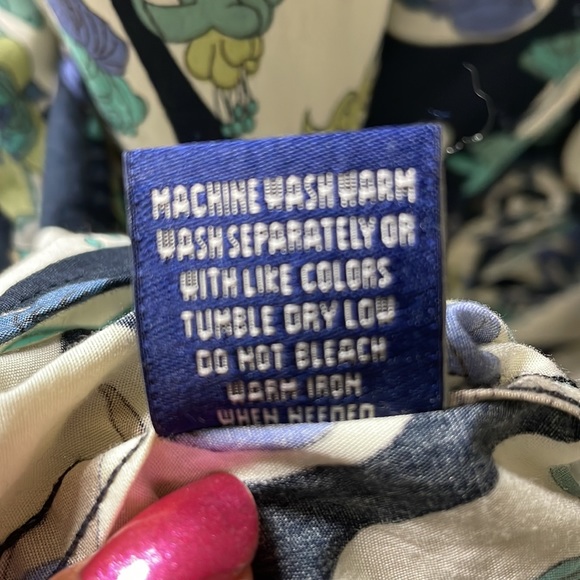 MACHINE WASH WARM
WASH SEPARATELY OR
WITH LIKE COLORS
TUMBLE DRY LOW
DO NOT BLEACH
WARM IRON
WHEN NEEDED